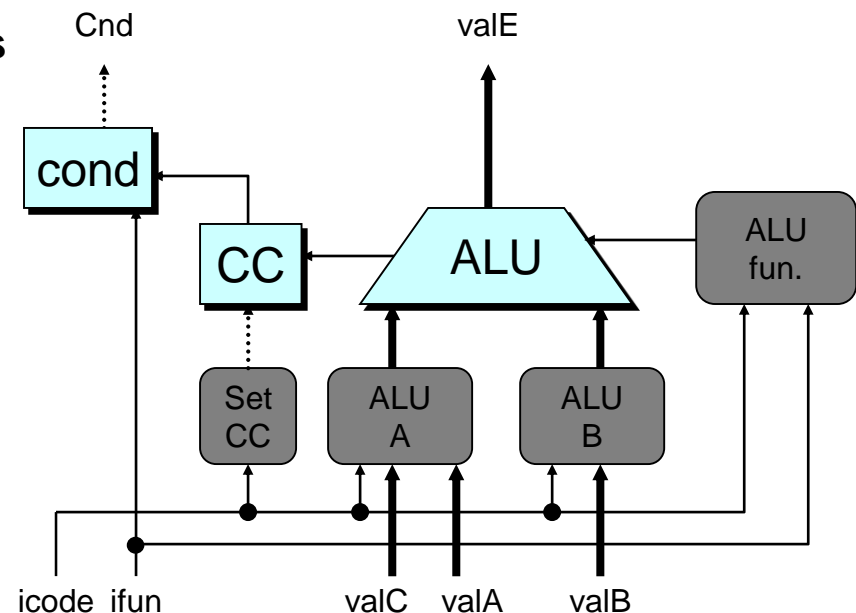 Cnd
valE
s
cond
CC
ALU
ALU
fun.
Set
CC
ALU
A
ALU
B
icode ifun valC valA valB